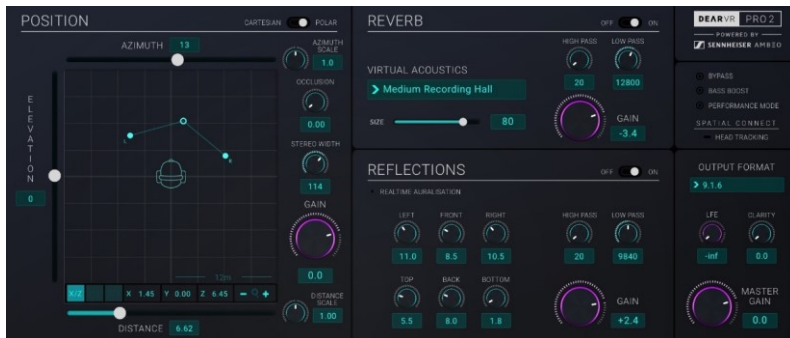 POSITION
CARTESIAN POLAR
AZIMUTH 13
AZIMUTH SCALE
1.0
OCCLUSION
0.00
STEREO WIDTH
114
GAIN
0.0
DISTANCE SCALE
1.00
ELEVATION
0
L
R
12m
X/Z X 1.45 Y 0.00 Z 6.45 - +
DISTANCE 6.62
REVERB
OFF ON
VIRTUAL ACOUSTICS
Medium Recording Hall
SIZE 80
HIGH PASS LOW PASS
20 12800
GAIN
-3.4
REFLECTIONS
OFF ON
REALTIME AURALISATION
LEFT FRONT RIGHT
11.0 8.5 10.5
TOP BACK BOTTOM
5.5 8.0 1.8
HIGH PASS LOW PASS
20 9840
GAIN
+2.4
DEARVR PRO 2
POWERED BY
SENNHEISER AMBEO
BYPASS
BASS BOOST
PERFORMANCE MODE
SPATIAL CONNECT
HEAD TRACKING
OUTPUT FORMAT
9.1.6
LFE CLARITY
-inf 0.0
MASTER GAIN
0.0